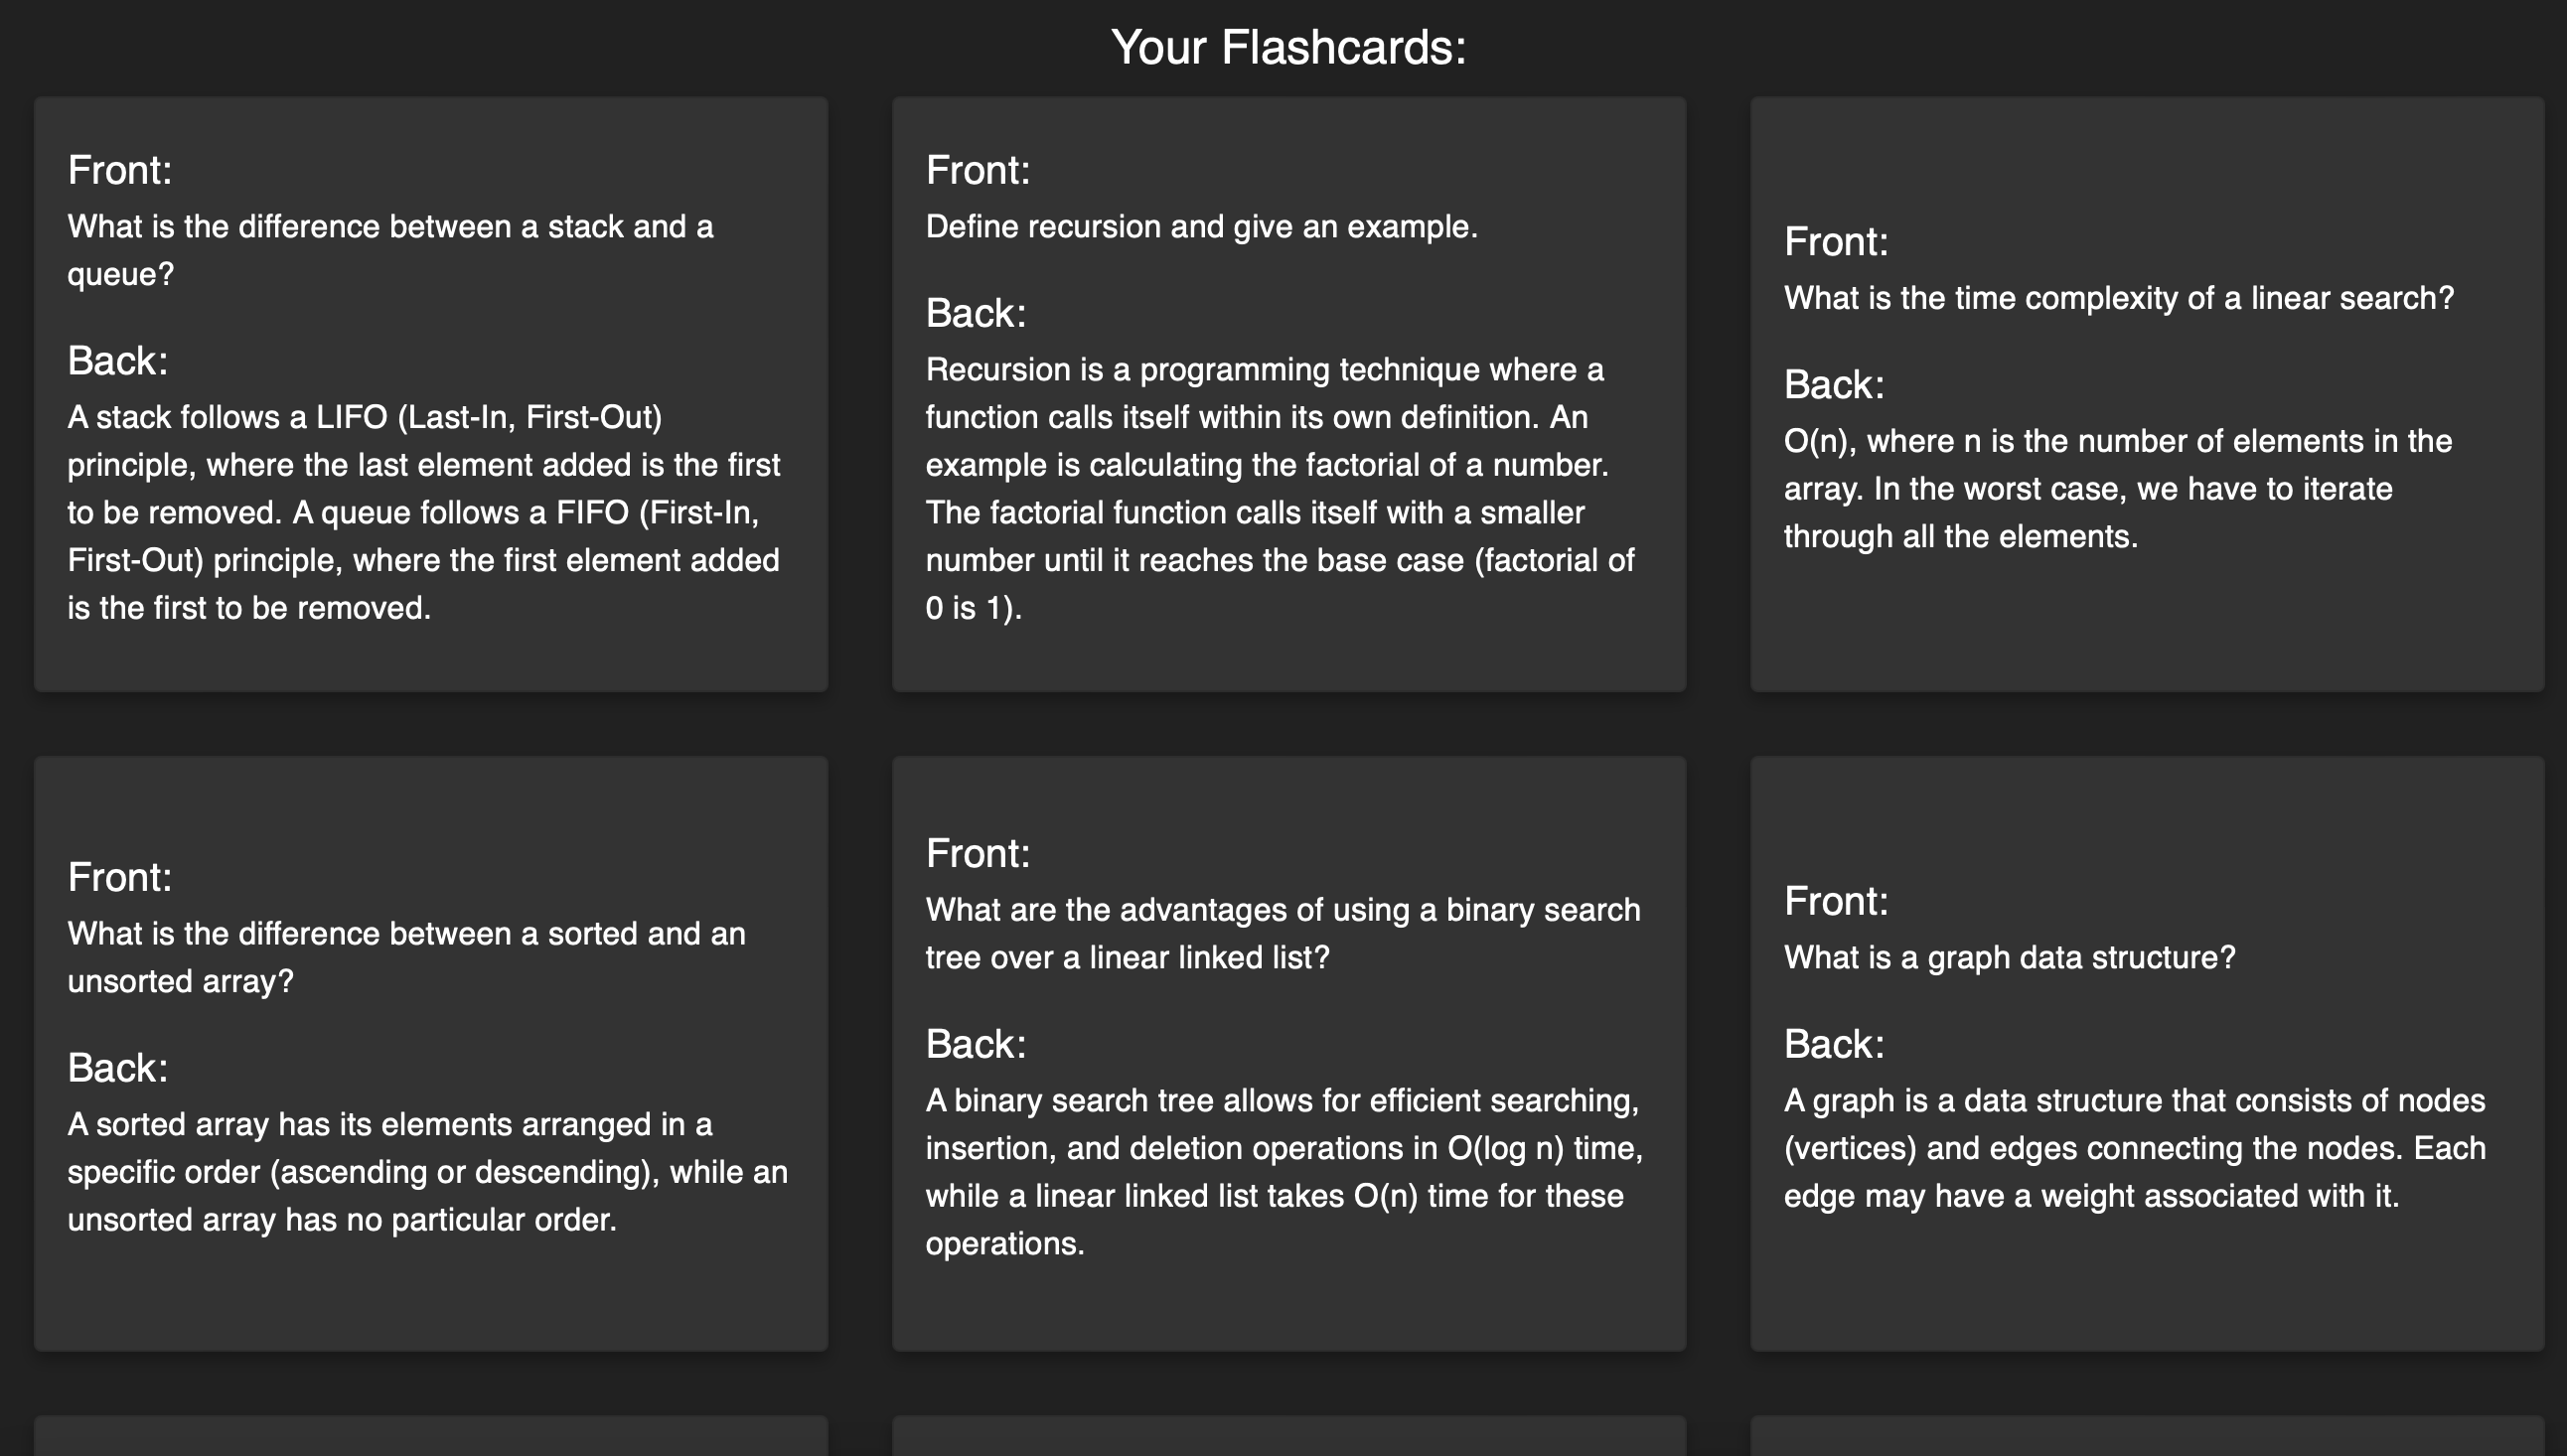 Your Flashcards:
Front:
What is the difference between a stack and a
queue?
Back:
A stack follows a LIFO (Last-In, First-Out)
principle, where the last element added is the first
to be removed. A queue follows a FIFO (First-In,
First-Out) principle, where the first element added
is the first to be removed.
Front:
Define recursion and give an example.
Back:
Recursion is a programming technique where a
function calls itself within its own definition. An
example is calculating the factorial of a number.
The factorial function calls itself with a smaller
number until it reaches the base case (factorial of
0 is 1).
Front:
What is the time complexity of a linear search?
Back:
O(n), where n is the number of elements in the
array. In the worst case, we have to iterate
through all the elements.
Front:
What is the difference between a sorted and an
unsorted array?
Back:
A sorted array has its elements arranged in a
specific order (ascending or descending), while an
unsorted array has no particular order.
Front:
What are the advantages of using a binary search
tree over a linear linked list?
Back:
A binary search tree allows for efficient searching,
insertion, and deletion operations in O(log n) time,
while a linear linked list takes O(n) time for these
operations.
Front:
What is a graph data structure?
Back:
A graph is a data structure that consists of nodes
(vertices) and edges connecting the nodes. Each
edge may have a weight associated with it.